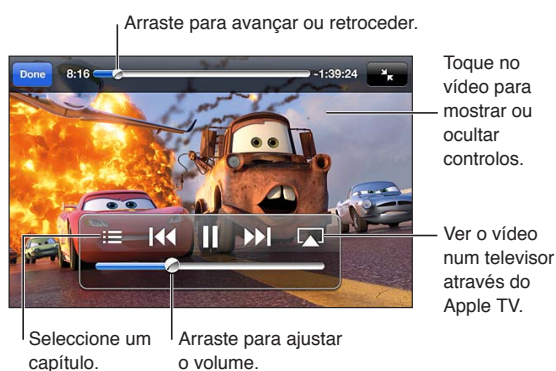 Arraste para avançar ou retroceder.
Done
8:16
-1:39:24
Toque no
vídeo para
mostrar ou
ocultar
controlos.
Ver o vídeo
num televisor
através do
Apple TV.
Seleccione um
capítulo.
Arraste para ajustar
o volume.